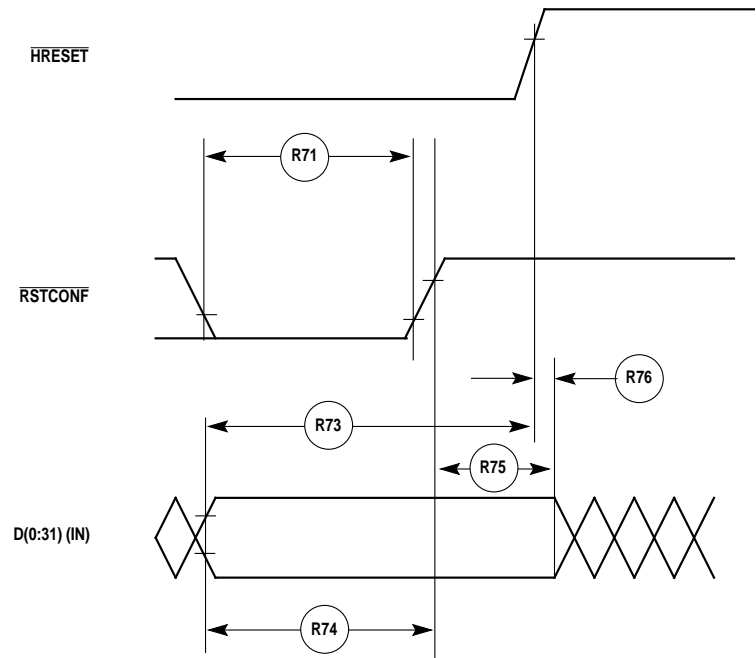 HRESET
R71
RSTCONF
R76
R73
R75
D(0:31) (IN)
R74